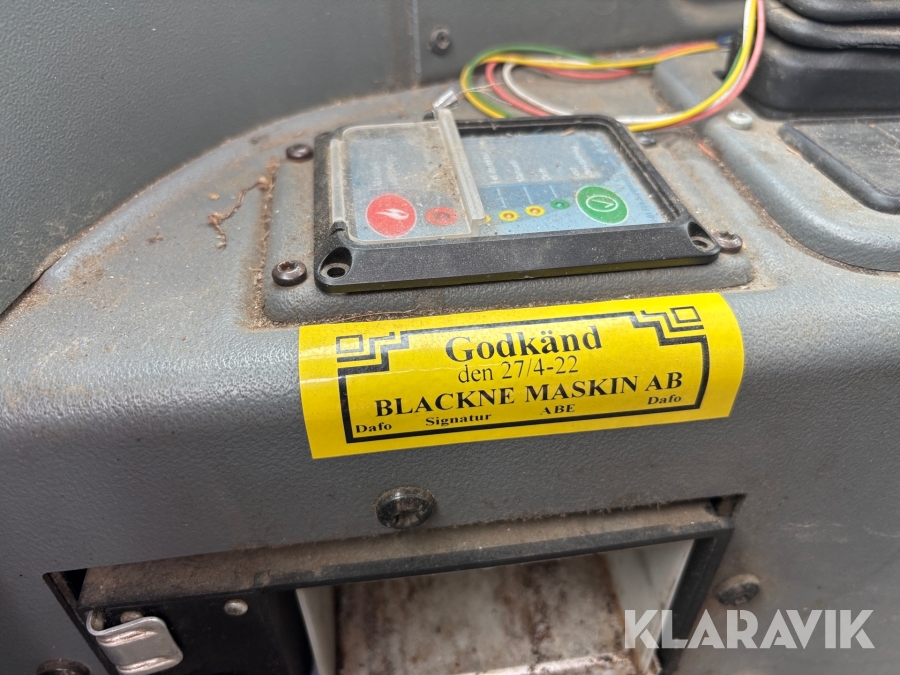 Godkänd
den 27/4-22
BLACKNE MASKIN AB
Dafo Signatur ABE Dafo
KLARAVIK